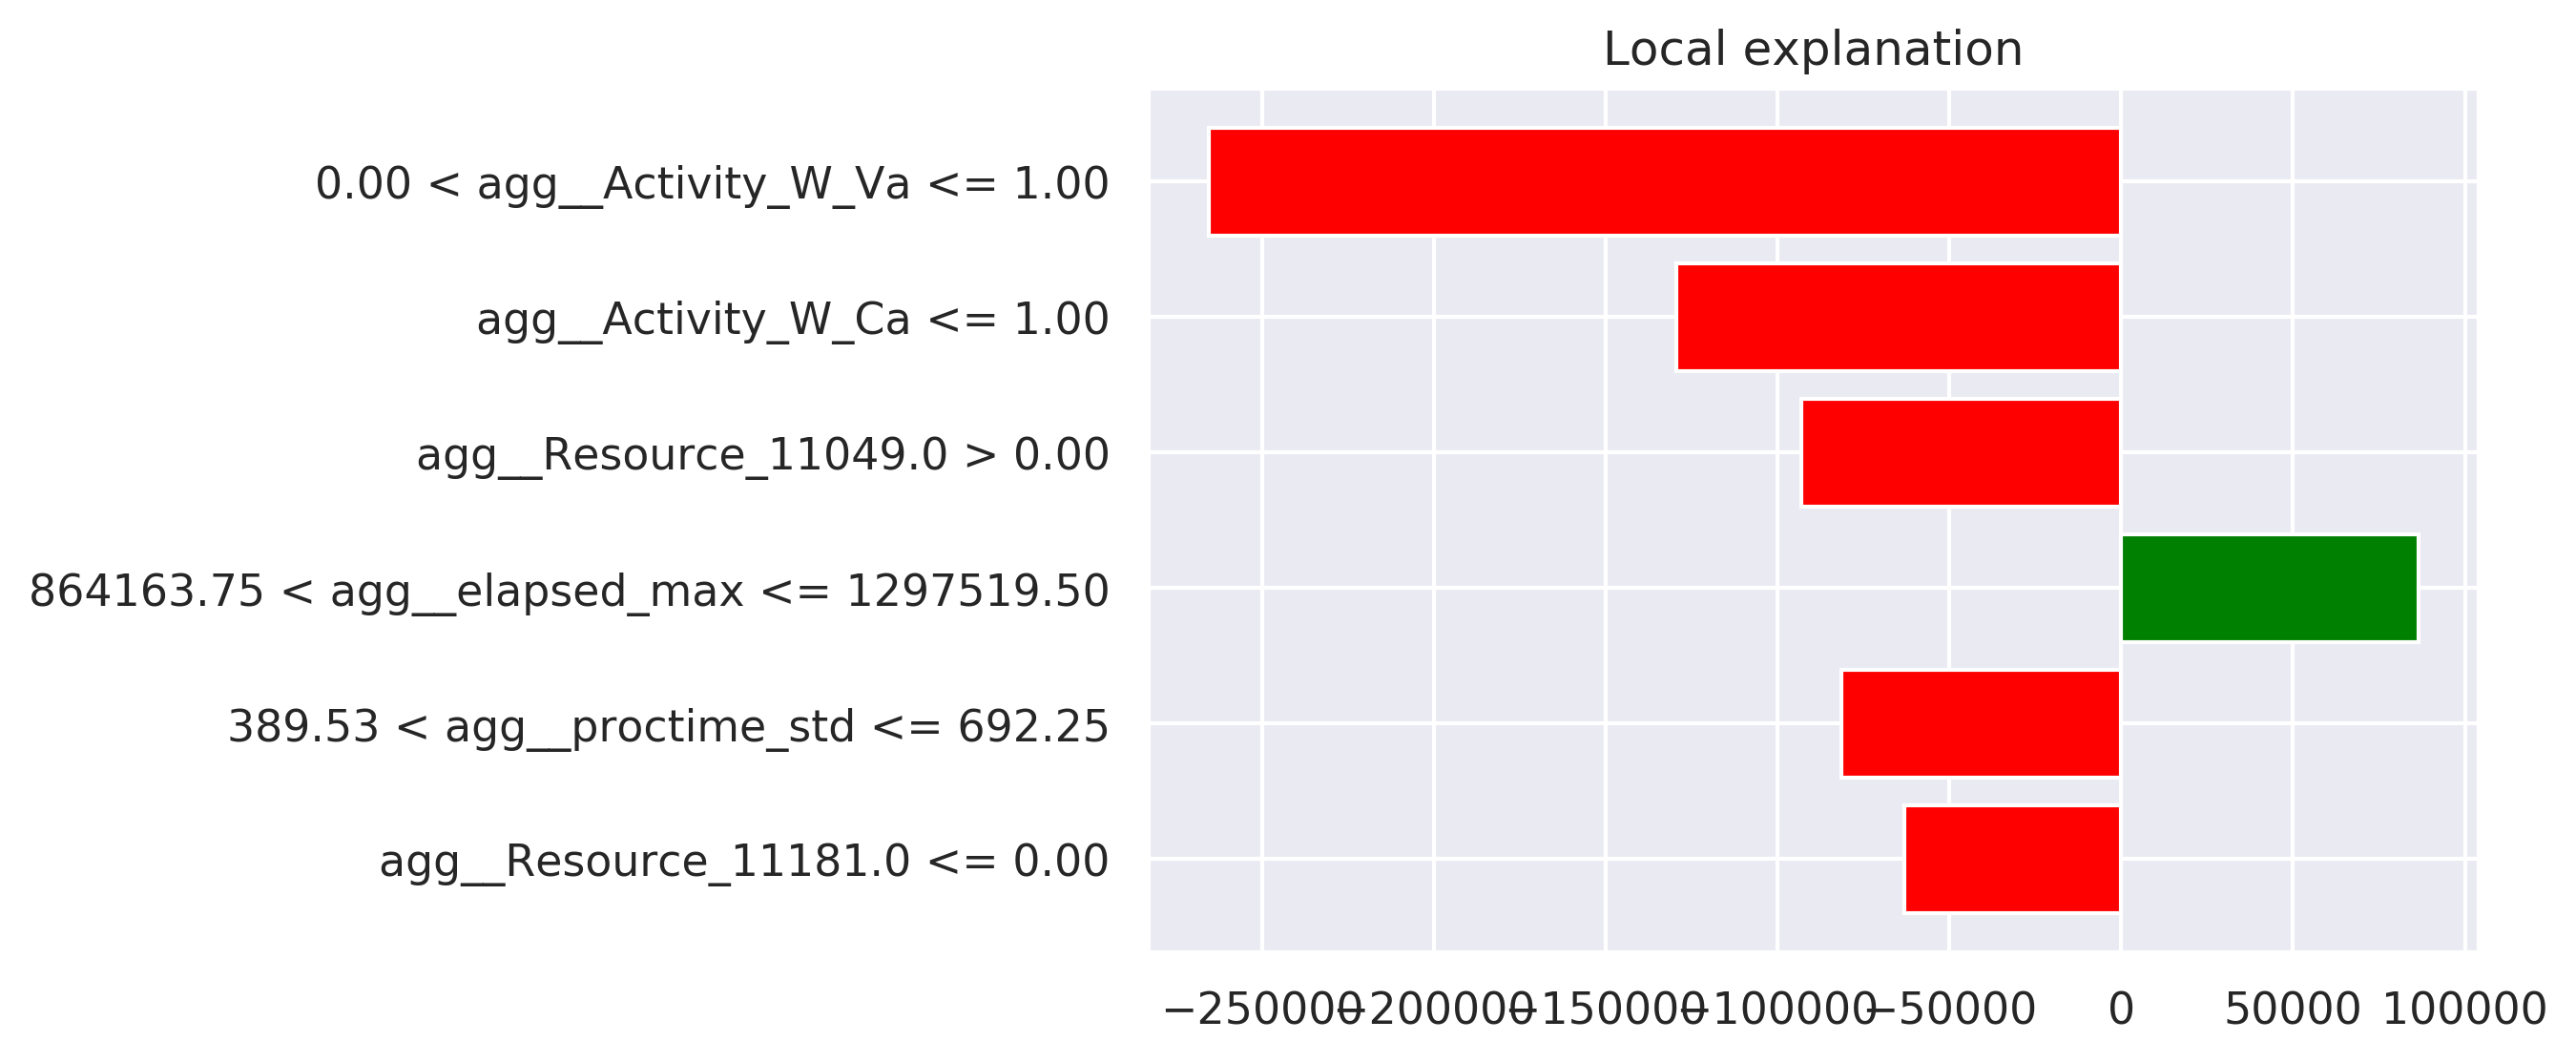 Local explanation
0.00 < agg__Activity_W_Va <= 1.00
agg__Activity_W_Ca <= 1.00
agg__Resource_11049.0 > 0.00
864163.75 < agg__elapsed_max <= 1297519.50
389.53 < agg__proctime_std <= 692.25
agg__Resource_11181.0 <= 0.00
−250000 −200000 −150000 −100000 −50000 0 50000 100000